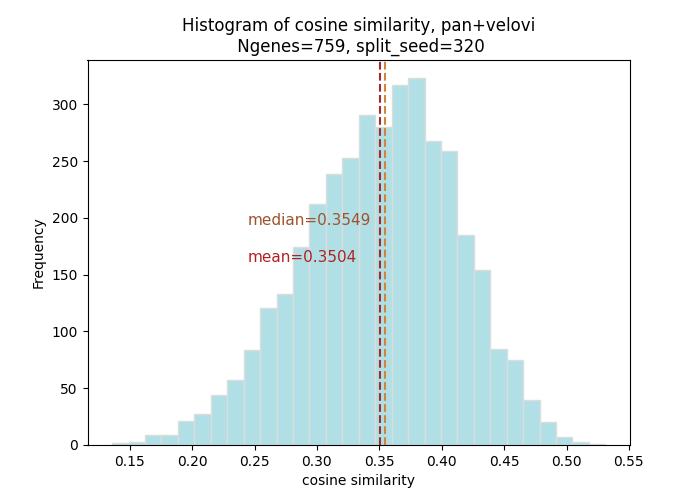 Histogram of cosine similarity, pan+velovi
Ngenes=759, split_seed=320
Frequency
300
250
200
150
100
50
0
median=0.3549
mean=0.3504
0.15 0.20 0.25 0.30 0.35 0.40 0.45 0.50 0.55
cosine similarity